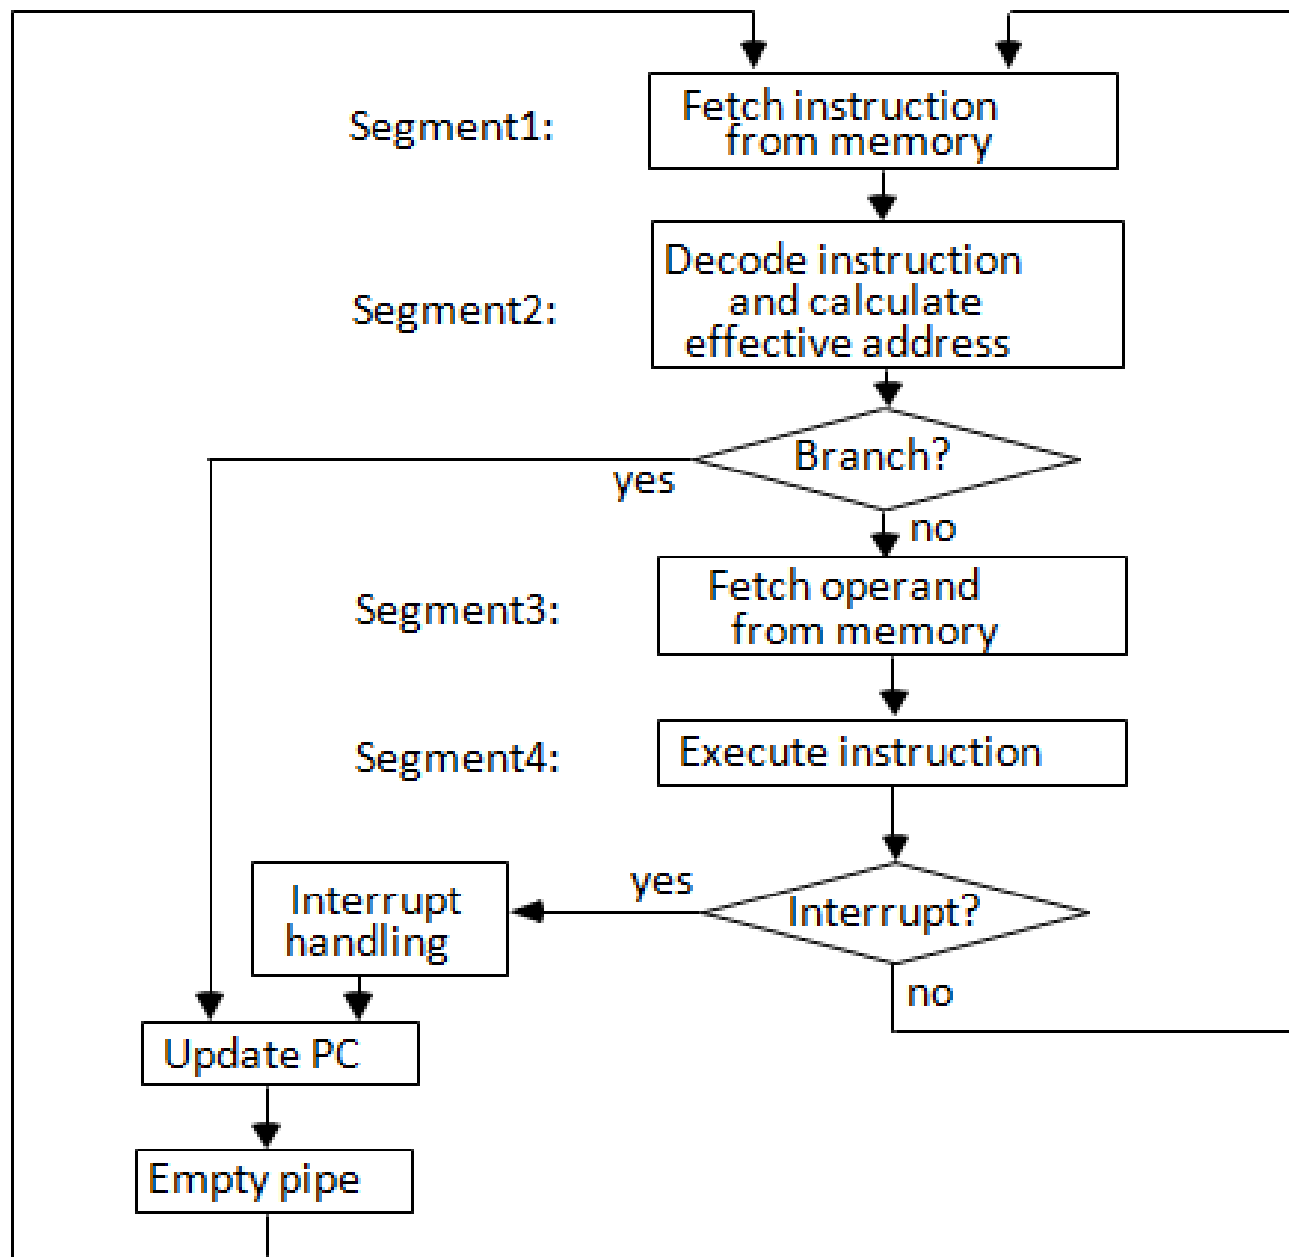 Segment1:
Fetch instruction
from memory
Segment2:
Decode instruction
and calculate
effective address
Branch?
yes
no
Segment3:
Fetch operand
from memory
Segment4:
Execute instruction
Interrupt?
yes
no
Interrupt
handling
Update PC
Empty pipe